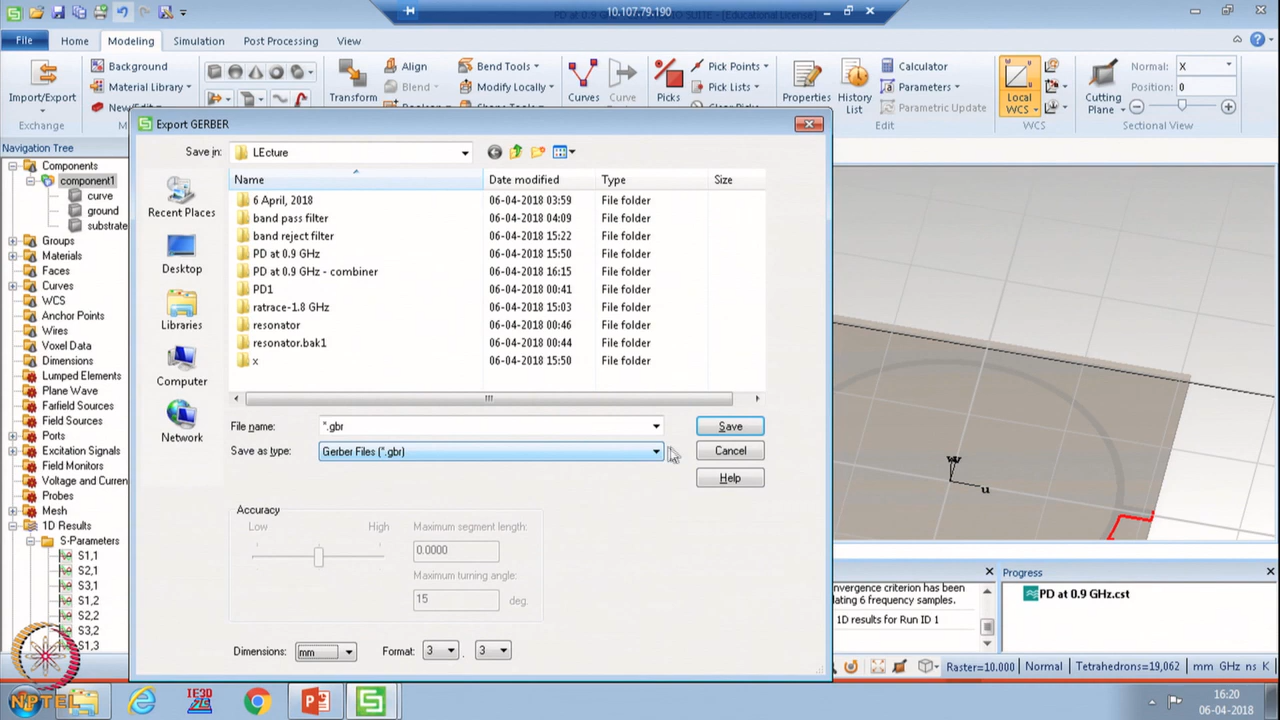 10.107.79.190
[Educational License]
File
Home
Modeling
Simulation
Post Processing
View
Import/Export
Exchange
Background
Material Library
Transform
Align
Blend
Bend Tools
Modify Locally
Curves
Curve
Picks
Pick Points
Pick Lists
Properties
History List
Calculator
Parameters
Parametric Update
Edit
Local WCS
WCS
Cutting Plane
Normal: X
Position: 0
Sectional View
Navigation Tree
Components
component1
curve
ground
substrate
Groups
Materials
Faces
Curves
WCS
Anchor Points
Wires
Voxel Data
Dimensions
Lumped Elements
Plane Wave
Farfield Sources
Field Sources
Ports
Excitation Signals
Field Monitors
Voltage and Curren
Probes
Mesh
1D Results
S-Parameters
S1,1
S2,1
S3,1
S1,2
S2,2
S3,2
S1,3
Export GERBER
Save in: LEcture
Name Date modified Type Size
6 April, 2018 06-04-2018 03:59 File folder
band pass filter 06-04-2018 04:09 File folder
band reject filter 06-04-2018 15:22 File folder
PD at 0.9 GHz 06-04-2018 15:50 File folder
PD at 0.9 GHz - combiner 06-04-2018 16:15 File folder
PD1 06-04-2018 00:41 File folder
ratrace-1.8 GHz 06-04-2018 15:03 File folder
resonator 06-04-2018 00:46 File folder
resonator.bak1 06-04-2018 00:44 File folder
x 06-04-2018 15:50 File folder
Recent Places
Desktop
Libraries
Computer
Network
File name: *.gbr Save
Save as type: Gerber Files (*.gbr) Cancel
Help
Accuracy
Low High
Maximum segment length:
0.0000
Maximum turning angle:
15 deg.
Dimensions: mm Format: 3 . 3
w
u
nvergence criterion has been
lating 6 frequency samples.
1D results for Run ID 1
Progress
PD at 0.9 GHz.cst
Raster=10.000 Normal Tetrahedrons=19,062 mm GHz ns K
NPTEL
IE3D
16:20
06-04-2018